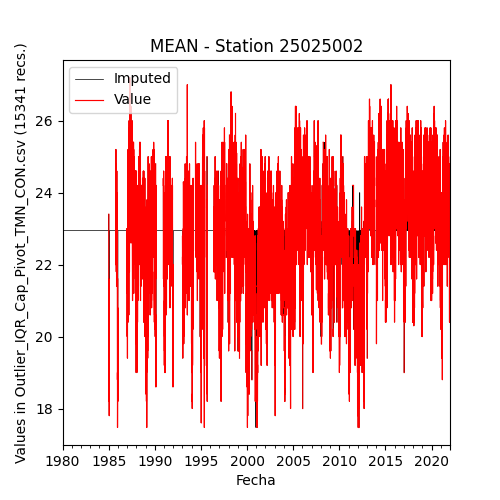 MEAN - Station 25025002
Imputed
Value
Values in Outlier_IQR_Cap_Pivot_TMN_CON.csv (15341 recs.)
26
24
22
20
18
1980 1985 1990 1995 2000 2005 2010 2015 2020
Fecha